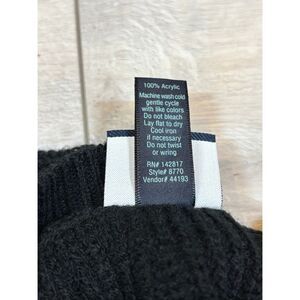 100% Acrylic
Machine wash cold
gentle cycle
with like colors
Do not bleach
Lay flat to dry
Cool iron
if necessary
Do not twist
or wring
RN# 142817
Style# 8770
Vendor# 44193